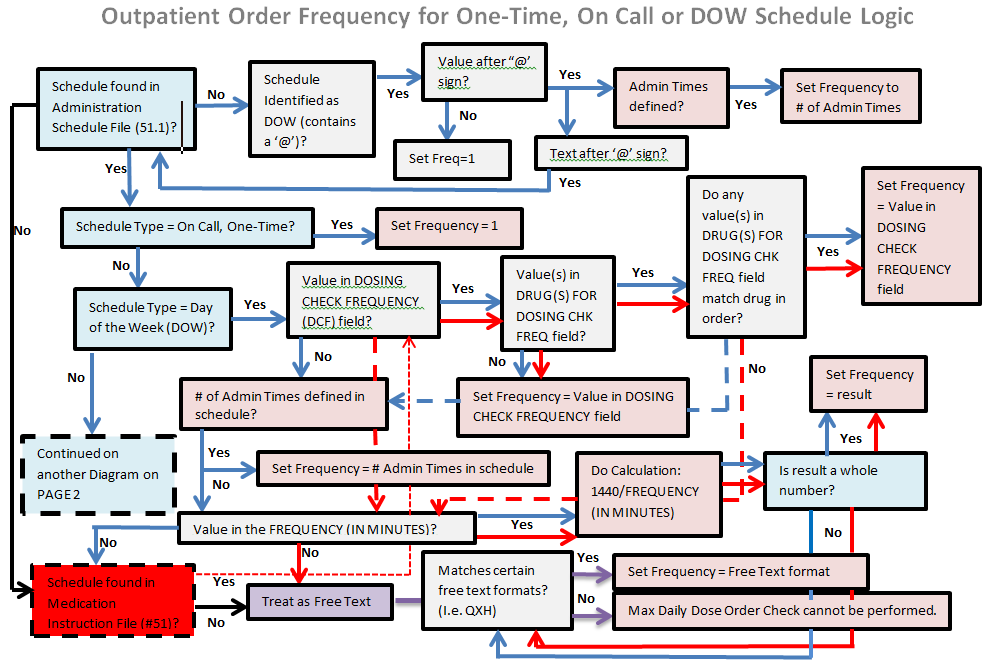 Outpatient Order Frequency for One-Time, On Call or DOW Schedule Logic
Schedule found in
Administration
Schedule File (51.1)?
No
Schedule
Identified as
DOW (contains
a ‘@’)?
Yes
Value after “@’
sign?
Yes
No
Set Freq=1
Admin Times
defined?
Yes
Set Frequency to
# of Admin Times
Text after ‘@’ sign?
Yes
Yes
No
Schedule Type = On Call, One-Time?
Yes
Set Frequency = 1
No
Schedule Type = Day
of the Week (DOW)?
Yes
No
Value in DOSING
CHECK FREQUENCY
(DCF) field?
Yes
No
Value(s) in
DRUG(S) FOR
DOSING CHK
FREQ field?
Yes
No
Do any
value(s) in
DRUG(S) FOR
DOSING CHK
FREQ field
match drug in
order?
Yes
No
Set Frequency
= Value in
DOSING
CHECK
FREQUENCY
field
# of Admin Times defined in
schedule?
Yes
No
Set Frequency = Value in DOSING
CHECK FREQUENCY field
Set Frequency
= result
Yes
Continued on
another Diagram on
PAGE 2
Set Frequency = # Admin Times in schedule
Do Calculation:
1440/FREQUENCY
(IN MINUTES)
Is result a whole
number?
No
Value in the FREQUENCY (IN MINUTES)?
Yes
No
No
Schedule found in
Medication
Instruction File (#51)?
Yes
No
Treat as Free Text
Matches certain
free text formats?
(I.e. QXH)
Yes
No
Set Frequency = Free Text format
Max Daily Dose Order Check cannot be performed.